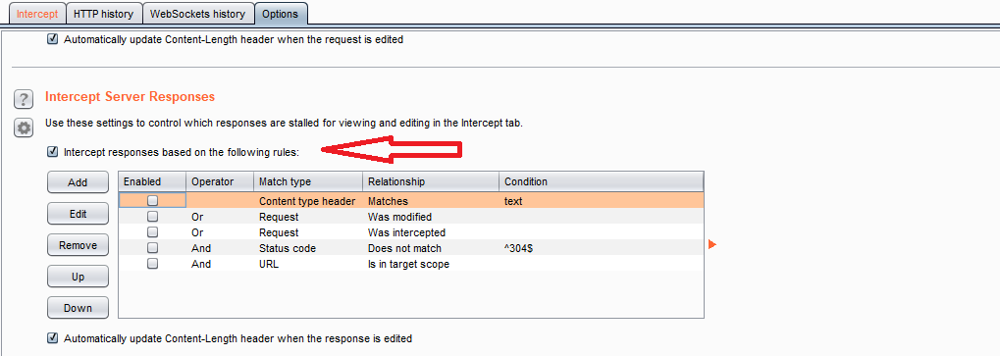 Intercept HTTP history WebSockets history Options
Automatically update Content-Length header when the request is edited
? Intercept Server Responses
Use these settings to control which responses are stalled for viewing and editing in the Intercept tab.
Intercept responses based on the following rules:
Add
Edit
Remove
Up
Down
Enabled Operator Match type Relationship Condition
Content type header Matches text
Or Request Was modified
Or Request Was intercepted
And Status code Does not match ^304$
And URL Is in target scope
Automatically update Content-Length header when the response is edited